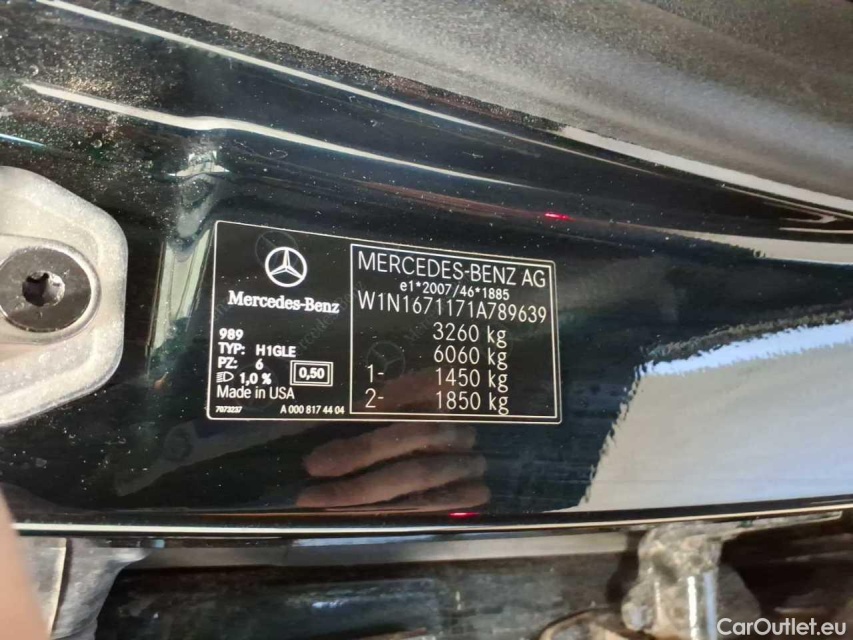 Mercedes-Benz
989
TYP: H1GLE
PZ: 6
1,0 % 0,50
Made in USA
7073237 A 000 817 44 04
MERCEDES-BENZ AG
e1*2007/46*1885
W1N1671171A789639
3260 kg
6060 kg
1- 1450 kg
2- 1850 kg
CarOutlet.eu